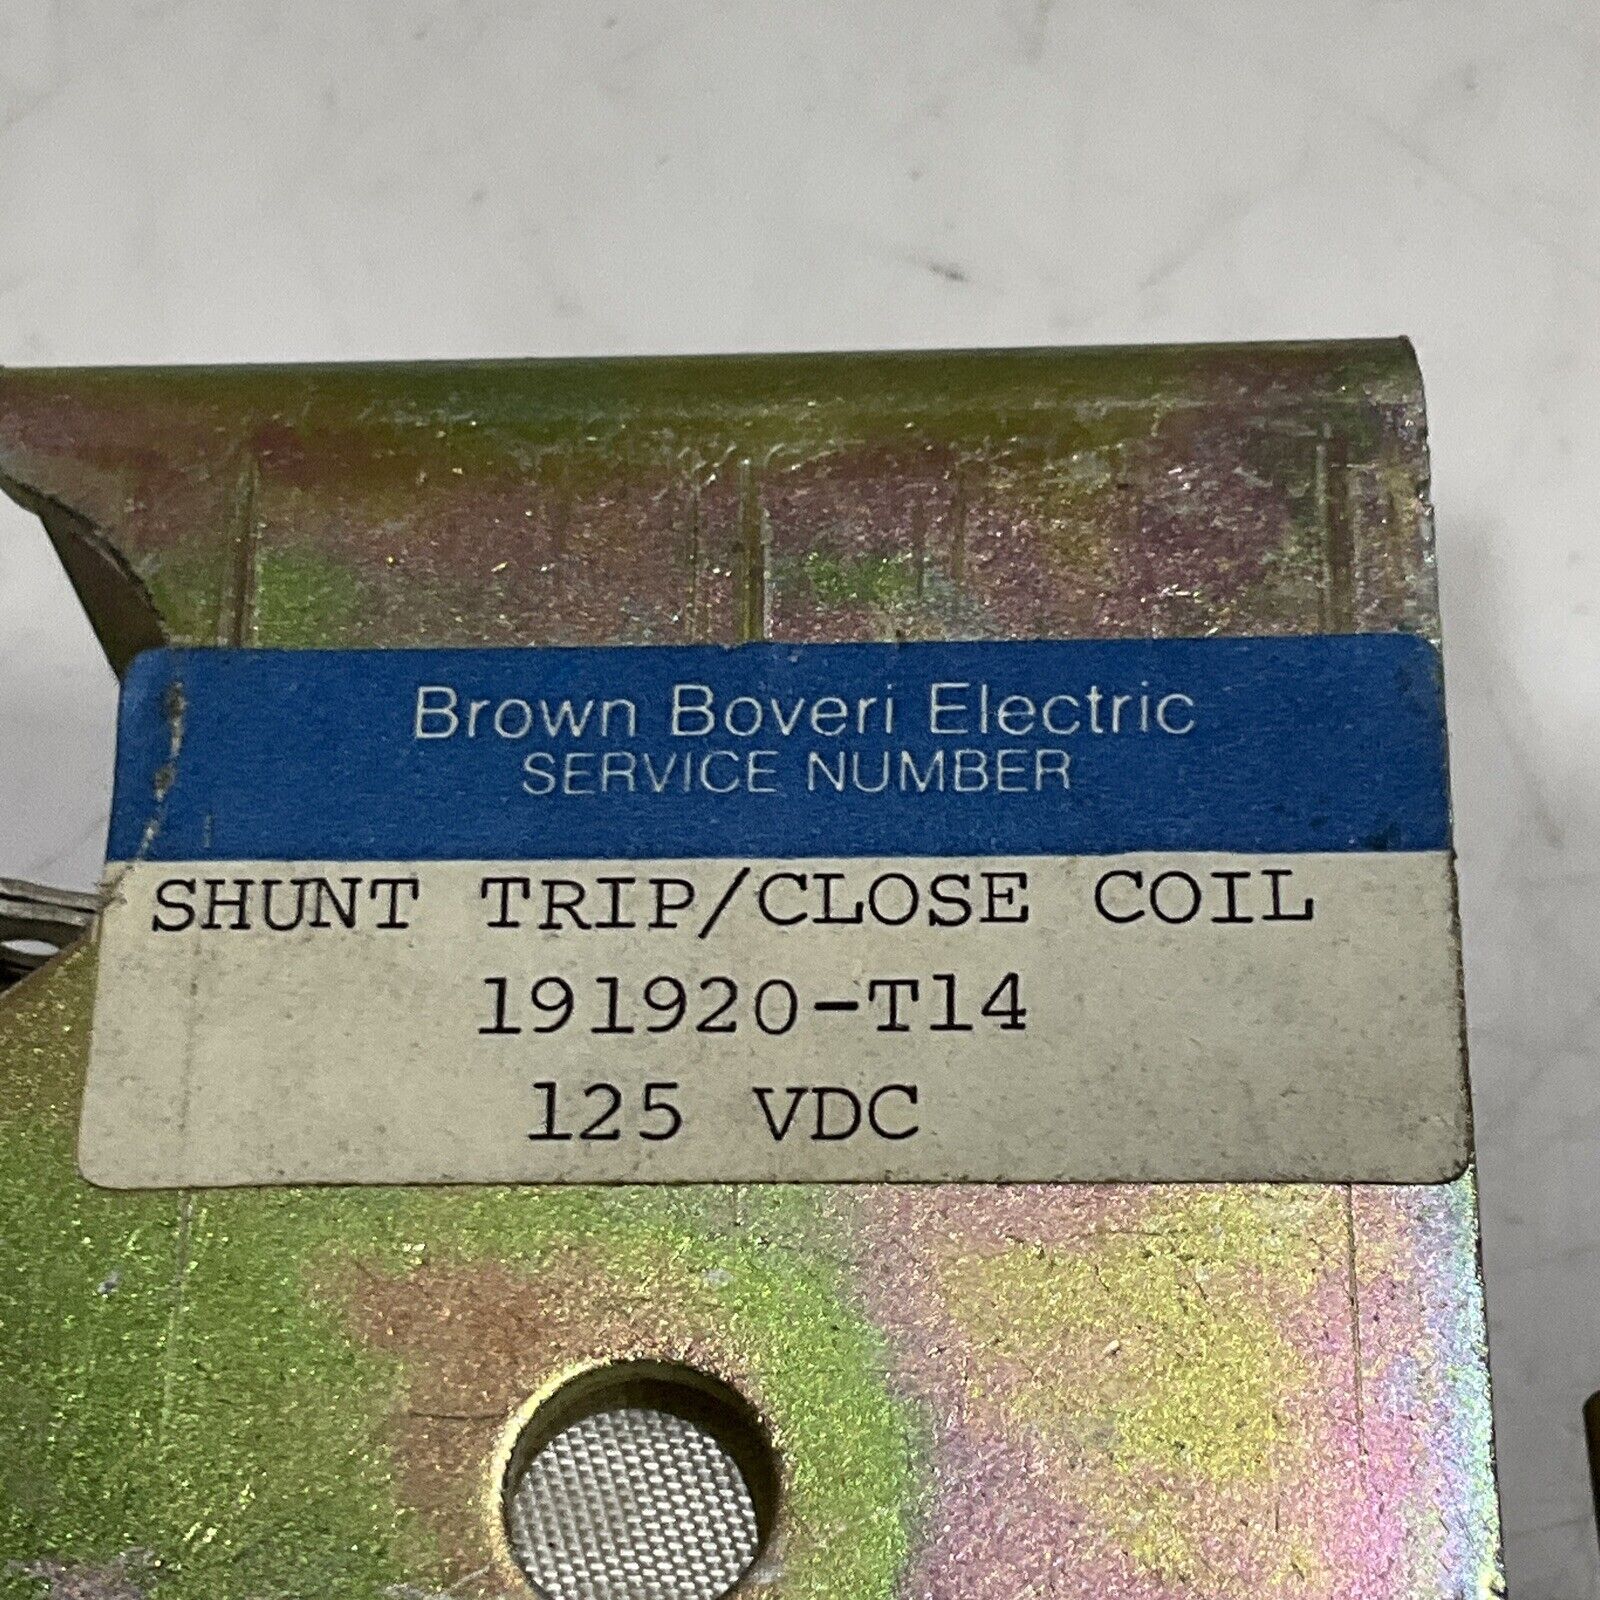 Brown Boveri Electric
SERVICE NUMBER
SHUNT TRIP/CLOSE COIL
191920-T14
125 VDC